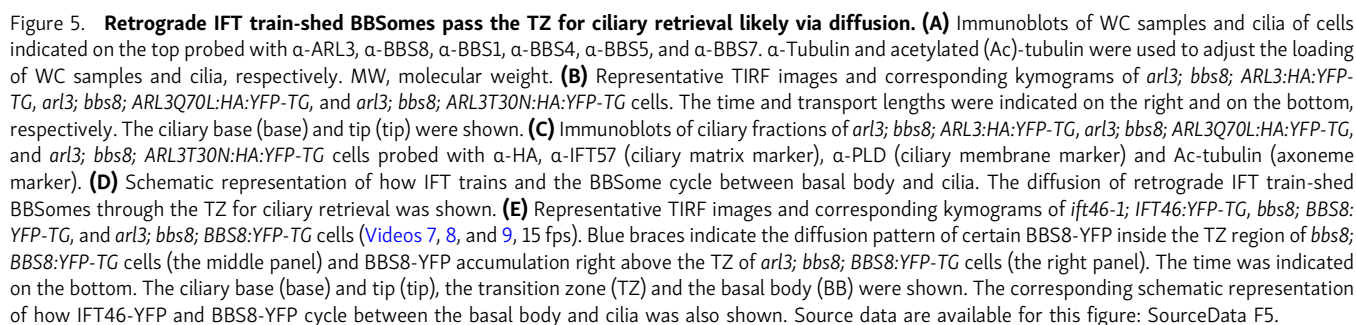 Figure 5. Retrograde IFT train-shed BBSomes pass the TZ for ciliary retrieval likely via diffusion. (A) Immunoblots of WC samples and cilia of cells
indicated on the top probed with α-ARL3, α-BBS8, α-BBS1, α-BBS4, α-BBS5, and α-BBS7. α-Tubulin and acetylated (Ac)-tubulin were used to adjust the loading
of WC samples and cilia, respectively. MW, molecular weight. (B) Representative TIRF images and corresponding kymograms of arl3; bbs8; ARL3:HA:YFP-
TG, arl3; bbs8; ARL3Q70L:HA:YFP-TG, and arl3; bbs8; ARL3T30N:HA:YFP-TG cells. The time and transport lengths were indicated on the right and on the bottom,
respectively. The ciliary base (base) and tip (tip) were shown. (C) Immunoblots of ciliary fractions of arl3; bbs8; ARL3:HA:YFP-TG, arl3; bbs8; ARL3Q70L:HA:YFP-TG,
and arl3; bbs8; ARL3T30N:HA:YFP-TG cells probed with α-HA, α-IFT57 (ciliary matrix marker), α-PLD (ciliary membrane marker) and Ac-tubulin (axoneme
marker). (D) Schematic representation of how IFT trains and the BBSome cycle between basal body and cilia. The diffusion of retrograde IFT train-shed
BBSomes through the TZ for ciliary retrieval was shown. (E) Representative TIRF images and corresponding kymograms of ift46-1; IFT46:YFP-TG, bbs8; BBS8:
YFP-TG, and arl3; bbs8; BBS8:YFP-TG cells (Videos 7, 8, and 9, 15 fps). Blue braces indicate the diffusion pattern of certain BBS8-YFP inside the TZ region of bbs8;
BBS8:YFP-TG cells (the middle panel) and BBS8-YFP accumulation right above the TZ of arl3; bbs8; BBS8:YFP-TG cells (the right panel). The time was indicated
on the bottom. The ciliary base (base) and tip (tip), the transition zone (TZ) and the basal body (BB) were shown. The corresponding schematic representation
of how IFT46-YFP and BBS8-YFP cycle between the basal body and cilia was also shown. Source data are available for this figure: SourceData F5.